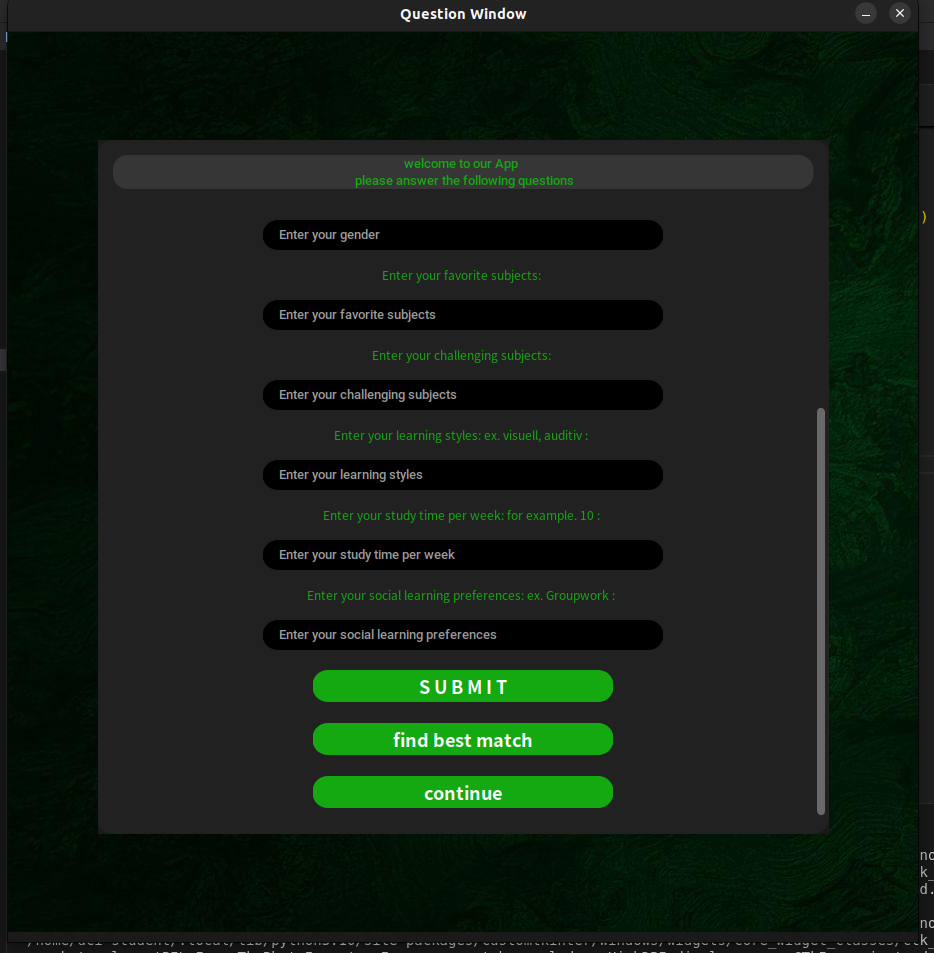 Question Window
welcome to our App
please answer the following questions
Enter your gender
Enter your favorite subjects:
Enter your favorite subjects
Enter your challenging subjects:
Enter your challenging subjects
Enter your learning styles: ex. visuell, auditiv :
Enter your learning styles
Enter your study time per week: for example. 10 :
Enter your study time per week
Enter your social learning preferences: ex. Groupwork :
Enter your social learning preferences
SUBMIT
find best match
continue
)